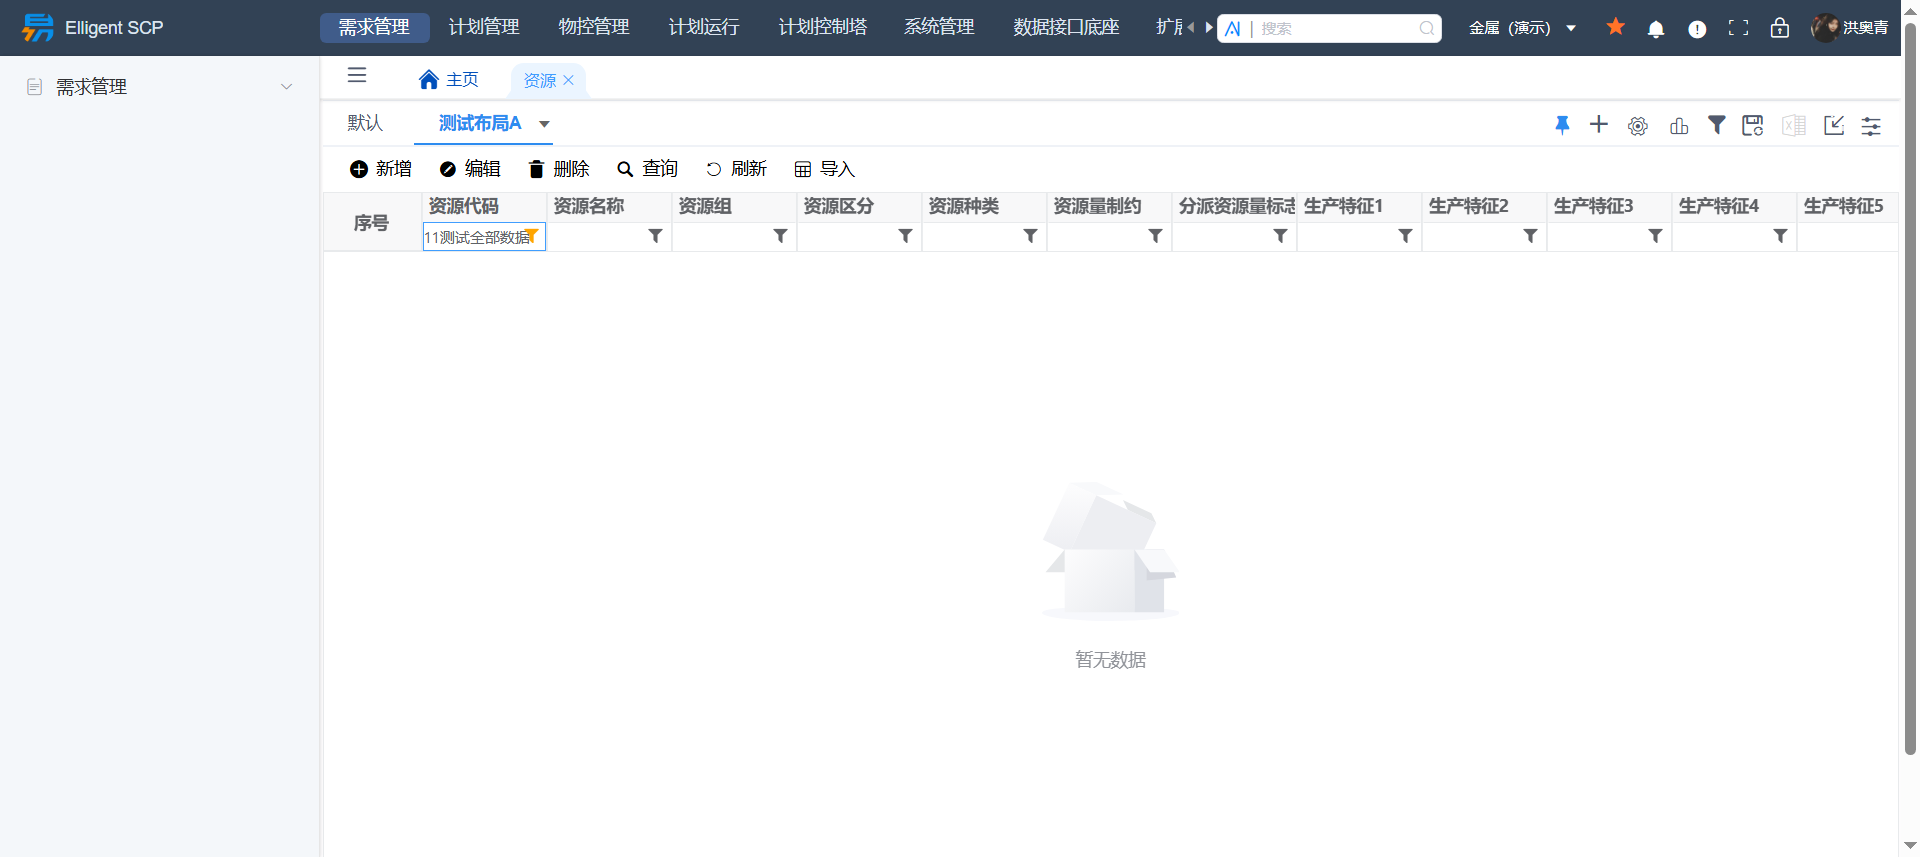 Elligent SCP
需求管理
计划管理
物控管理
计划运行
计划控制塔
系统管理
数据接口底座
搜索
金属（演示）
洪奥青
需求管理
主页
资源
默认
测试布局A
新增
编辑
删除
查询
刷新
导入
序号
资源代码
资源名称
资源组
资源区分
资源种类
资源量制约
分派资源量标志
生产特征1
生产特征2
生产特征3
生产特征4
生产特征5
11测试全部数据
暂无数据